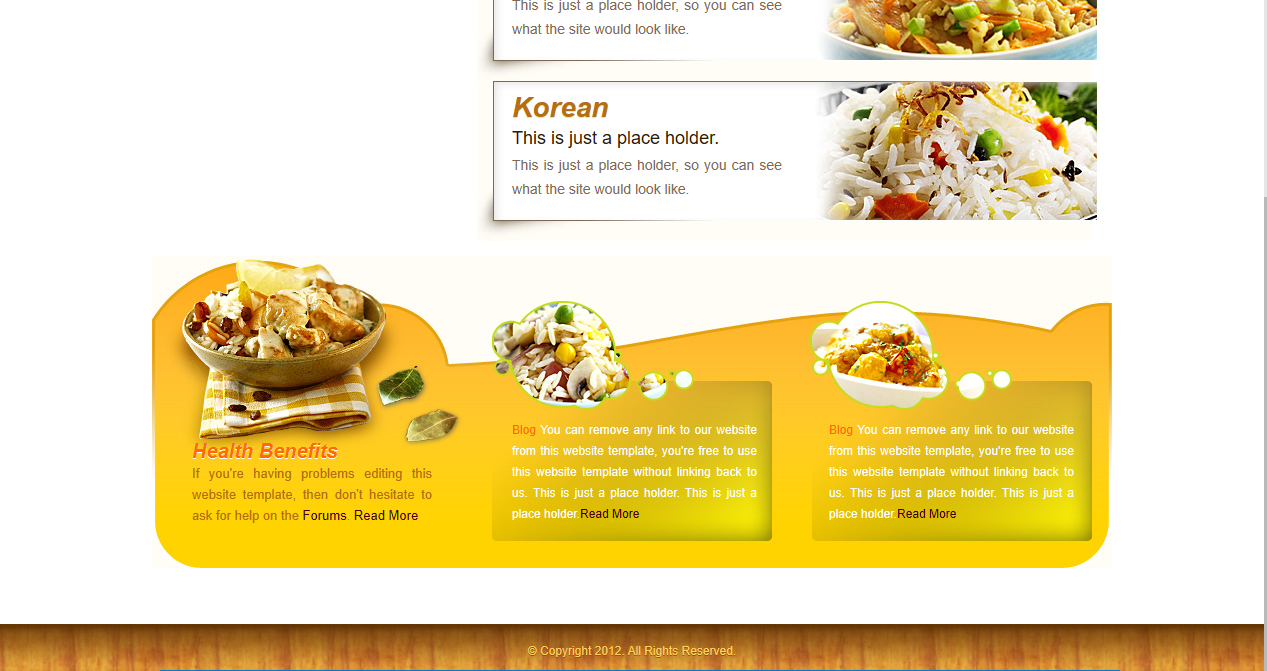 This is just a place holder, so you can see
what the site would look like.
Korean
This is just a place holder.
This is just a place holder, so you can see
what the site would look like.
Health Benefits
If you're having problems editing this
website template, then don't hesitate to
ask for help on the Forums. Read More
Blog You can remove any link to our website
from this website template, you're free to use
this website template without linking back to
us. This is just a place holder. This is just a
place holder.Read More
Blog You can remove any link to our website
from this website template, you're free to use
this website template without linking back to
us. This is just a place holder. This is just a
place holder.Read More
© Copyright 2012. All Rights Reserved.